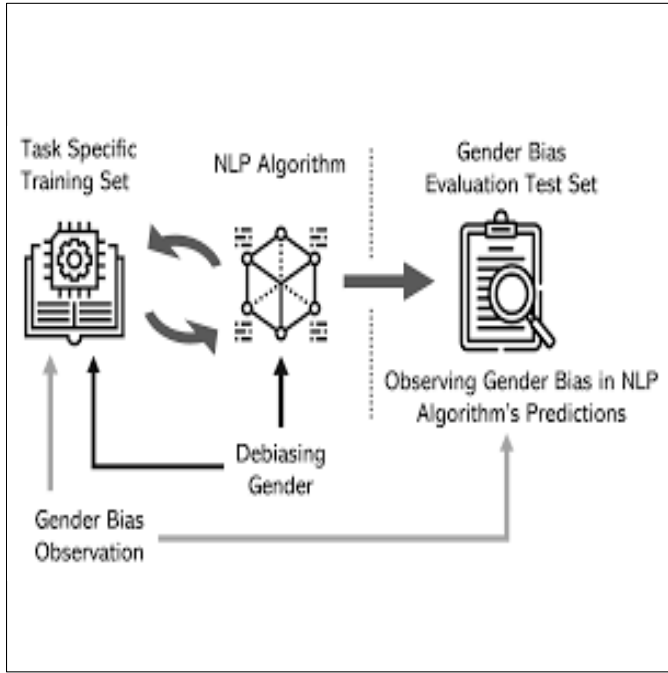 Task Specific
Training Set
NLP Algorithm
Gender Bias
Evaluation Test Set
Observing Gender Bias in NLP
Algorithm's Predictions
Debiasing
Gender
Gender Bias
Observation